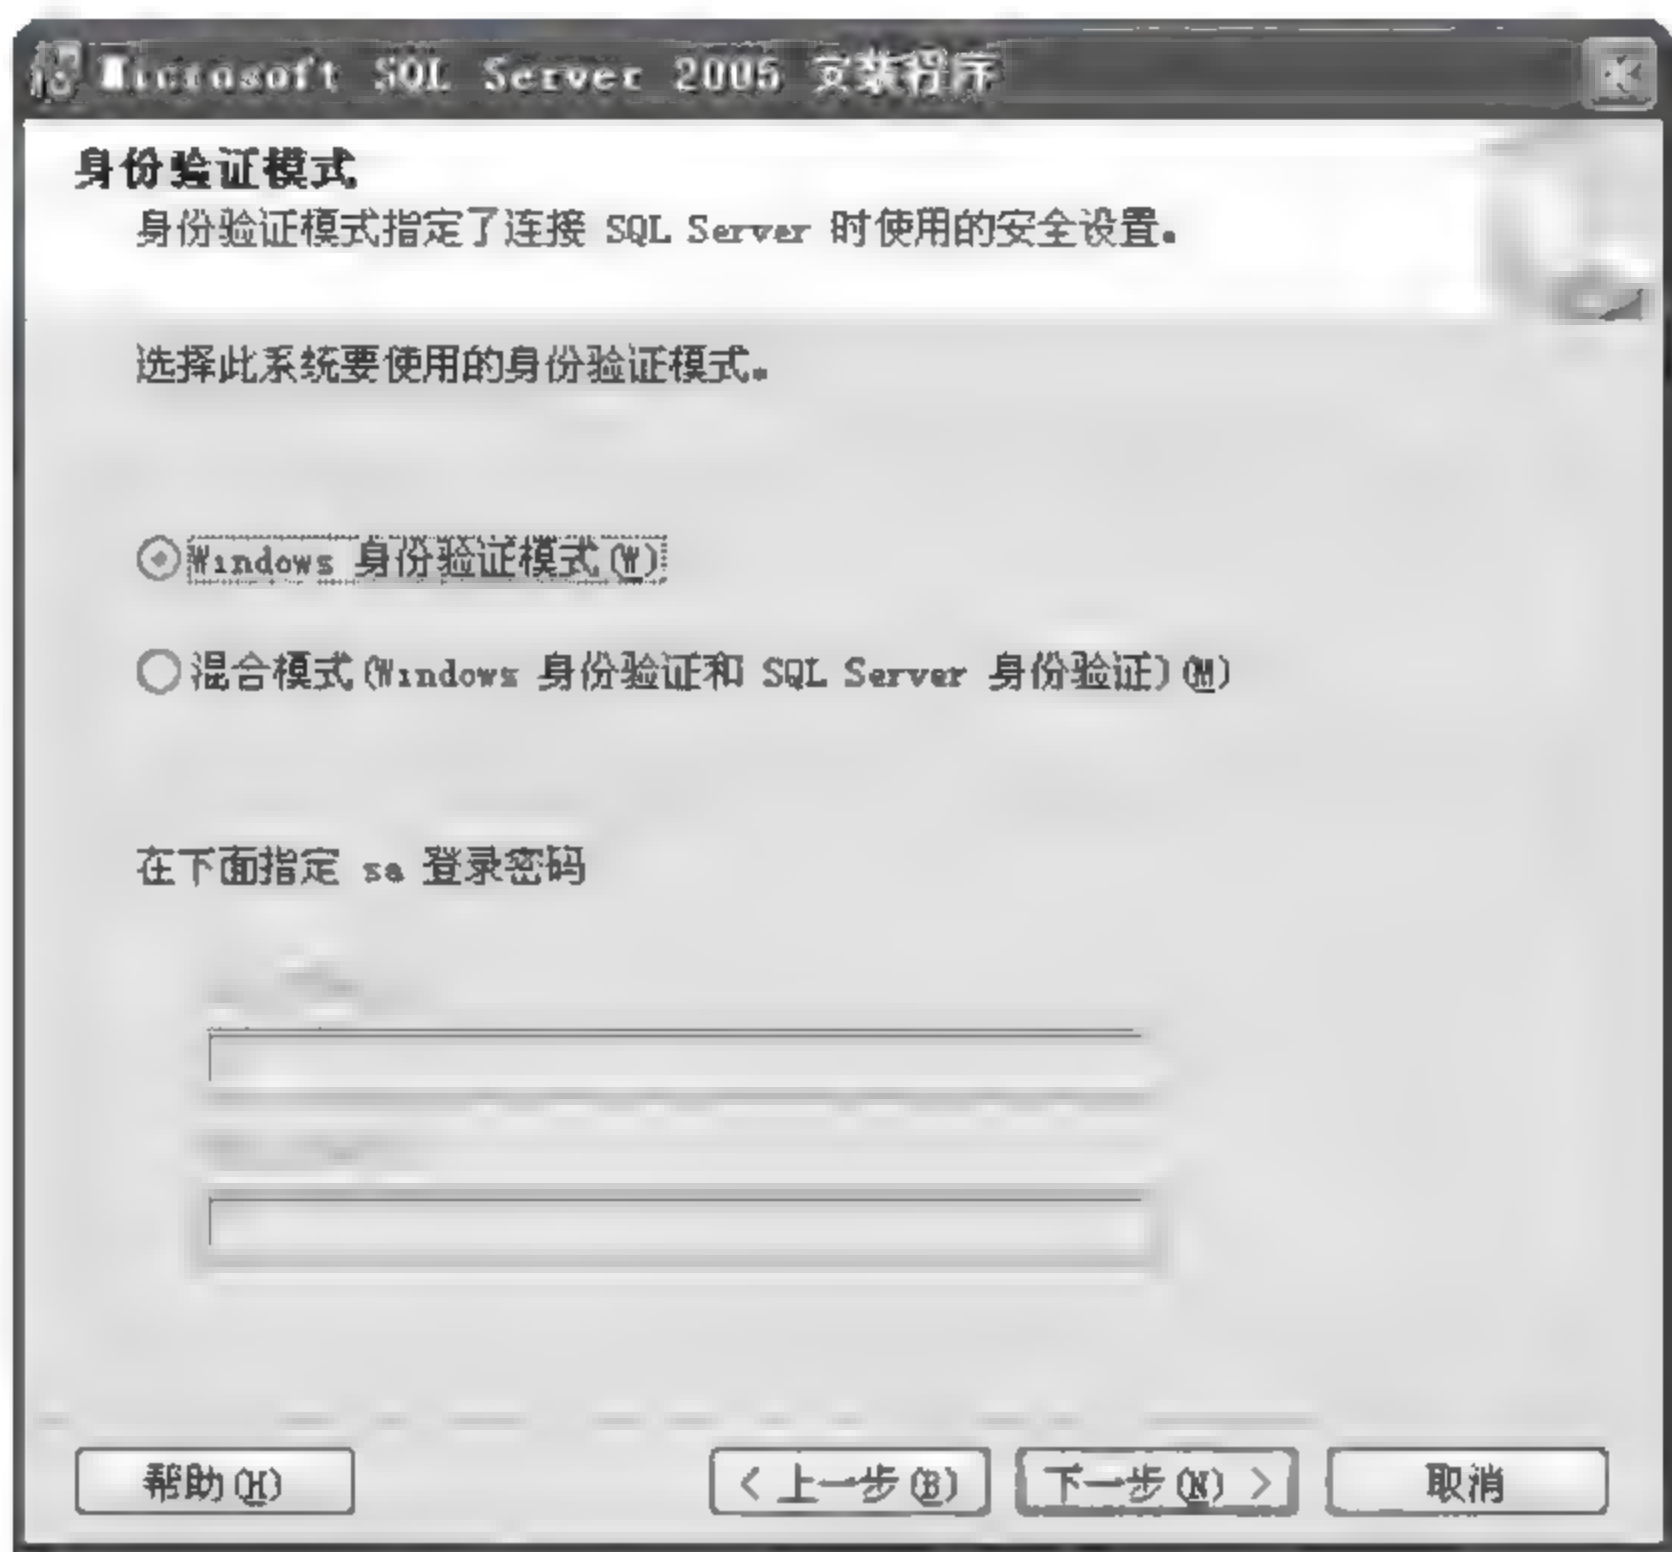 Microsoft SQL Server 2005 安装程序
身份验证模式
身份验证模式指定了连接 SQL Server 时使用的安全设置。
选择此系统要使用的身份验证模式。
Windows 身份验证模式(W)
混合模式(Windows 身份验证和 SQL Server 身份验证)(M)
在下面指定 sa 登录密码
帮助(H)
< 上一步(B)
下一步(N) >
取消